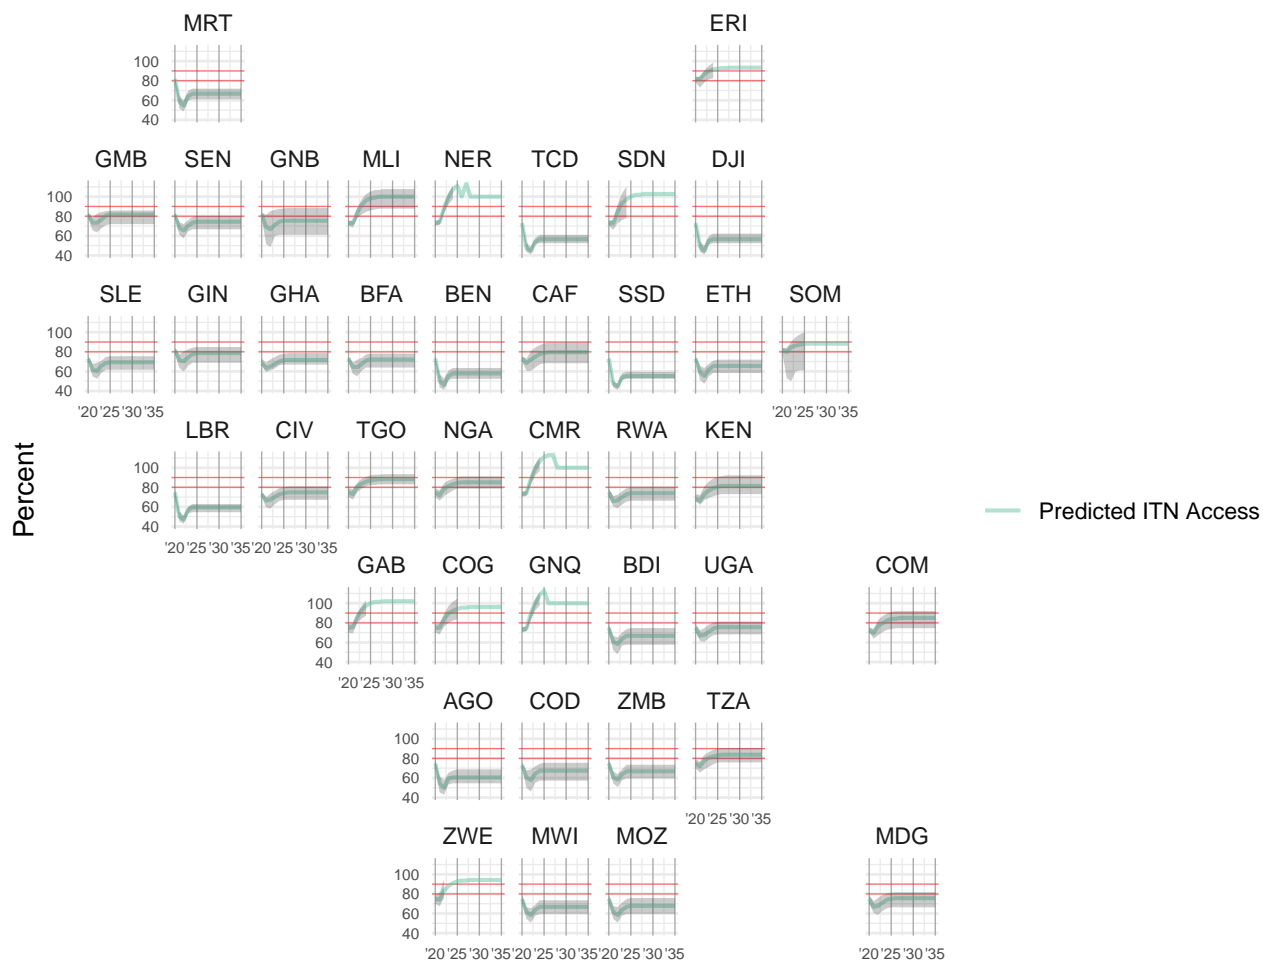 MRT ERI
100
80
60
40
GMB SEN GNB MLI NER TCD SDN DJI
100
80
60
40
SLE GIN GHA BFA BEN CAF SSD ETH SOM
100
80
60
40
'20 '25 '30 '35 '20 '25 '30 '35
LBR CIV TGO NGA CMR RWA KEN
100
80
60
40
'20 '25 '30 '35 '20 '25 '30 '35
Percent
Predicted ITN Access
GAB COG GNQ BDI UGA COM
100
80
60
40
'20 '25 '30 '35
AGO COD ZMB TZA
100
80
60
40
'20 '25 '30 '35
ZWE MWI MOZ MDG
100
80
60
40
'20 '25 '30 '35 '20 '25 '30 '35 '20 '25 '30 '35 '20 '25 '30 '35